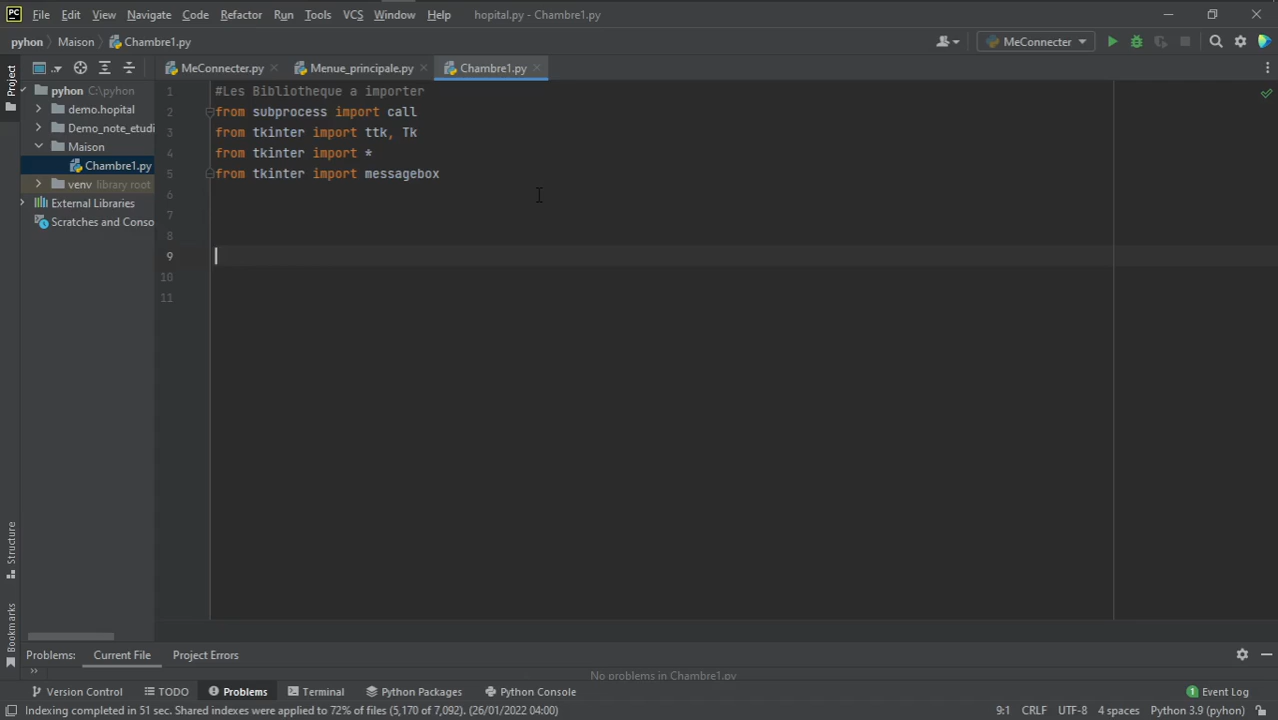 PC File Edit View Navigate Code Refactor Run Tools VCS Window Help hopital.py - Chambre1.py
pyhon Maison Chambre1.py MeConnecter
Project
MeConnecter.py Menue_principale.py Chambre1.py
pyhon C:\pyhon
demo.hopital
Demo_note_etudi
Maison
Chambre1.py
venv library root
External Libraries
Scratches and Conso
1 #Les Bibliotheque a importer
2 from subprocess import call
3 from tkinter import ttk, Tk
4 from tkinter import *
5 from tkinter import messagebox
6
7
8
9
10
11
Structure
Bookmarks
Problems: Current File Project Errors
No problems in Chambre1.py
Version Control TODO Problems Terminal Python Packages Python Console 1 Event Log
Indexing completed in 51 sec. Shared indexes were applied to 72% of files (5,170 of 7,092). (26/01/2022 04:00) 9:1 CRLF UTF-8 4 spaces Python 3.9 (pyhon)